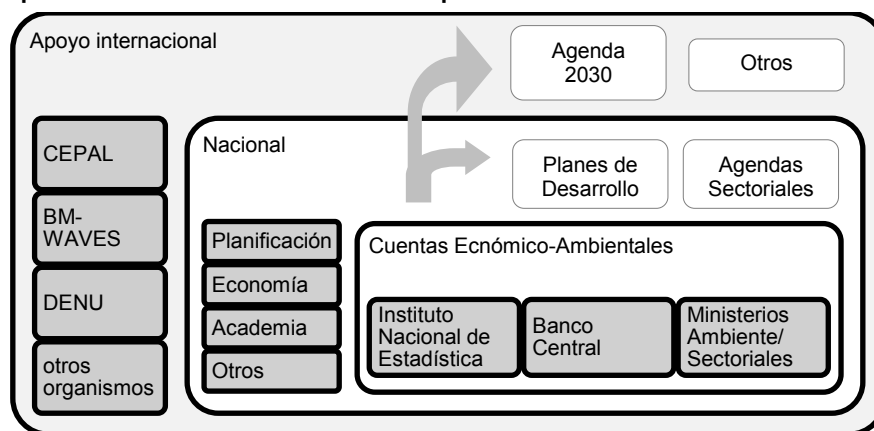 Apoyo internacional
Agenda
2030
Otros
CEPAL
BM-
WAVES
DENU
otros
organismos
Nacional
Planes de
Desarrollo
Agendas
Sectoriales
Planificación
Economía
Academia
Otros
Cuentas Ecnómico-Ambientales
Instituto
Nacional de
Estadística
Banco
Central
Ministerios
Ambiente/
Sectoriales